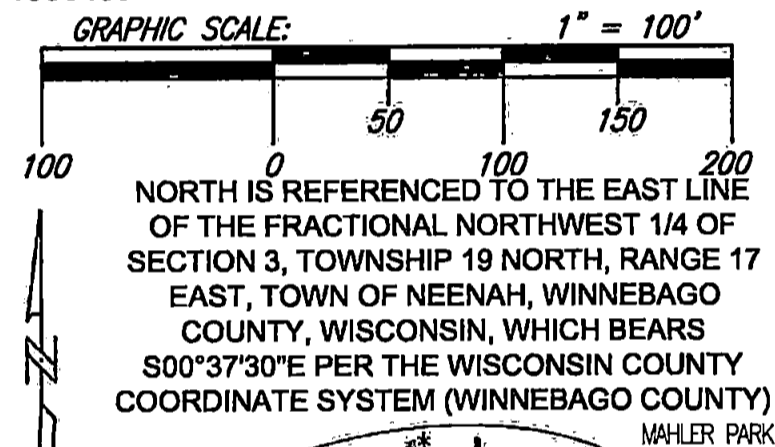 GRAPHIC SCALE: 1" = 100'
50 150
100 0 100 200
NORTH IS REFERENCED TO THE EAST LINE
OF THE FRACTIONAL NORTHWEST 1/4 OF
SECTION 3, TOWNSHIP 19 NORTH, RANGE 17
EAST, TOWN OF NEENAH, WINNEBAGO
COUNTY, WISCONSIN, WHICH BEARS
S00°37'30"E PER THE WISCONSIN COUNTY
COORDINATE SYSTEM (WINNEBAGO COUNTY)
N
MAHLER PARK